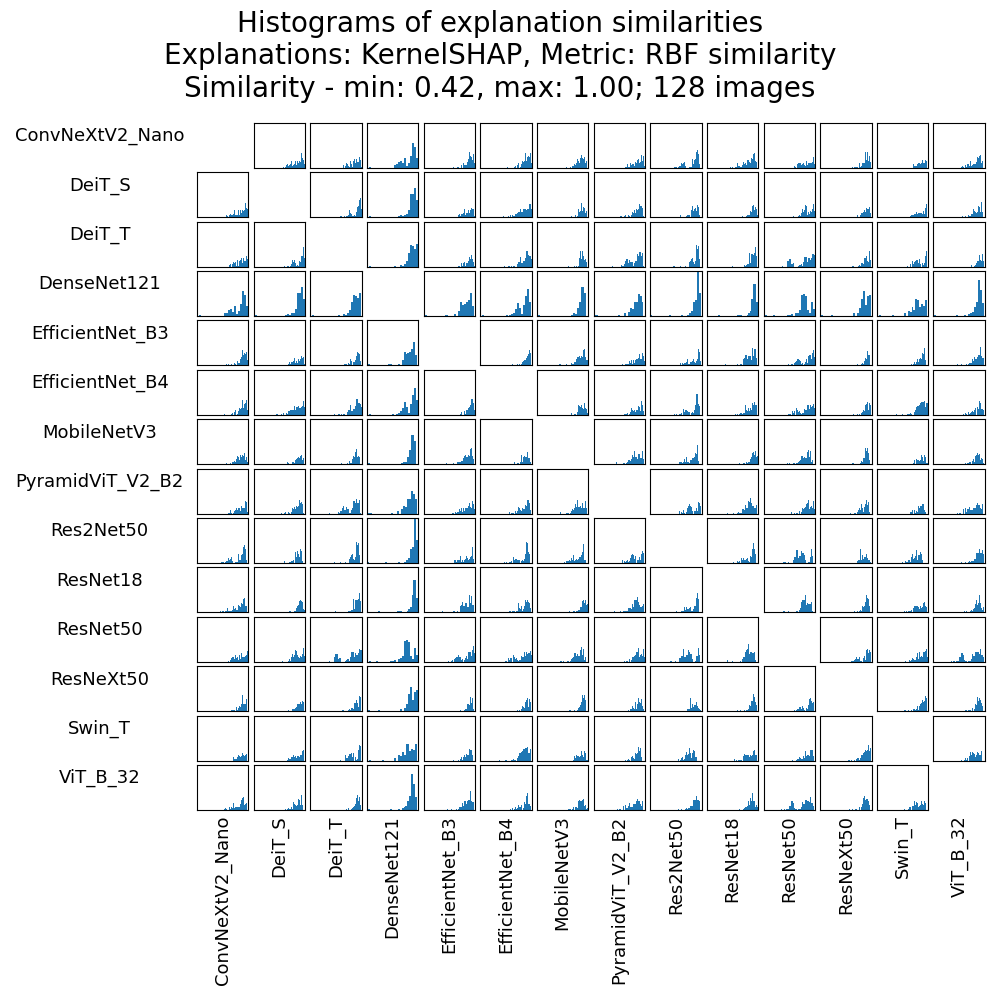 Histograms of explanation similarities
Explanations: KernelSHAP, Metric: RBF similarity
Similarity - min: 0.42, max: 1.00; 128 images
ConvNeXtV2_Nano
DeiT_S
DeiT_T
DenseNet121
EfficientNet_B3
EfficientNet_B4
MobileNetV3
PyramidViT_V2_B2
Res2Net50
ResNet18
ResNet50
ResNeXt50
Swin_T
ViT_B_32
ConvNeXtV2_Nano
DeiT_S
DeiT_T
DenseNet121
EfficientNet_B3
EfficientNet_B4
MobileNetV3
PyramidViT_V2_B2
Res2Net50
ResNet18
ResNet50
ResNeXt50
Swin_T
ViT_B_32